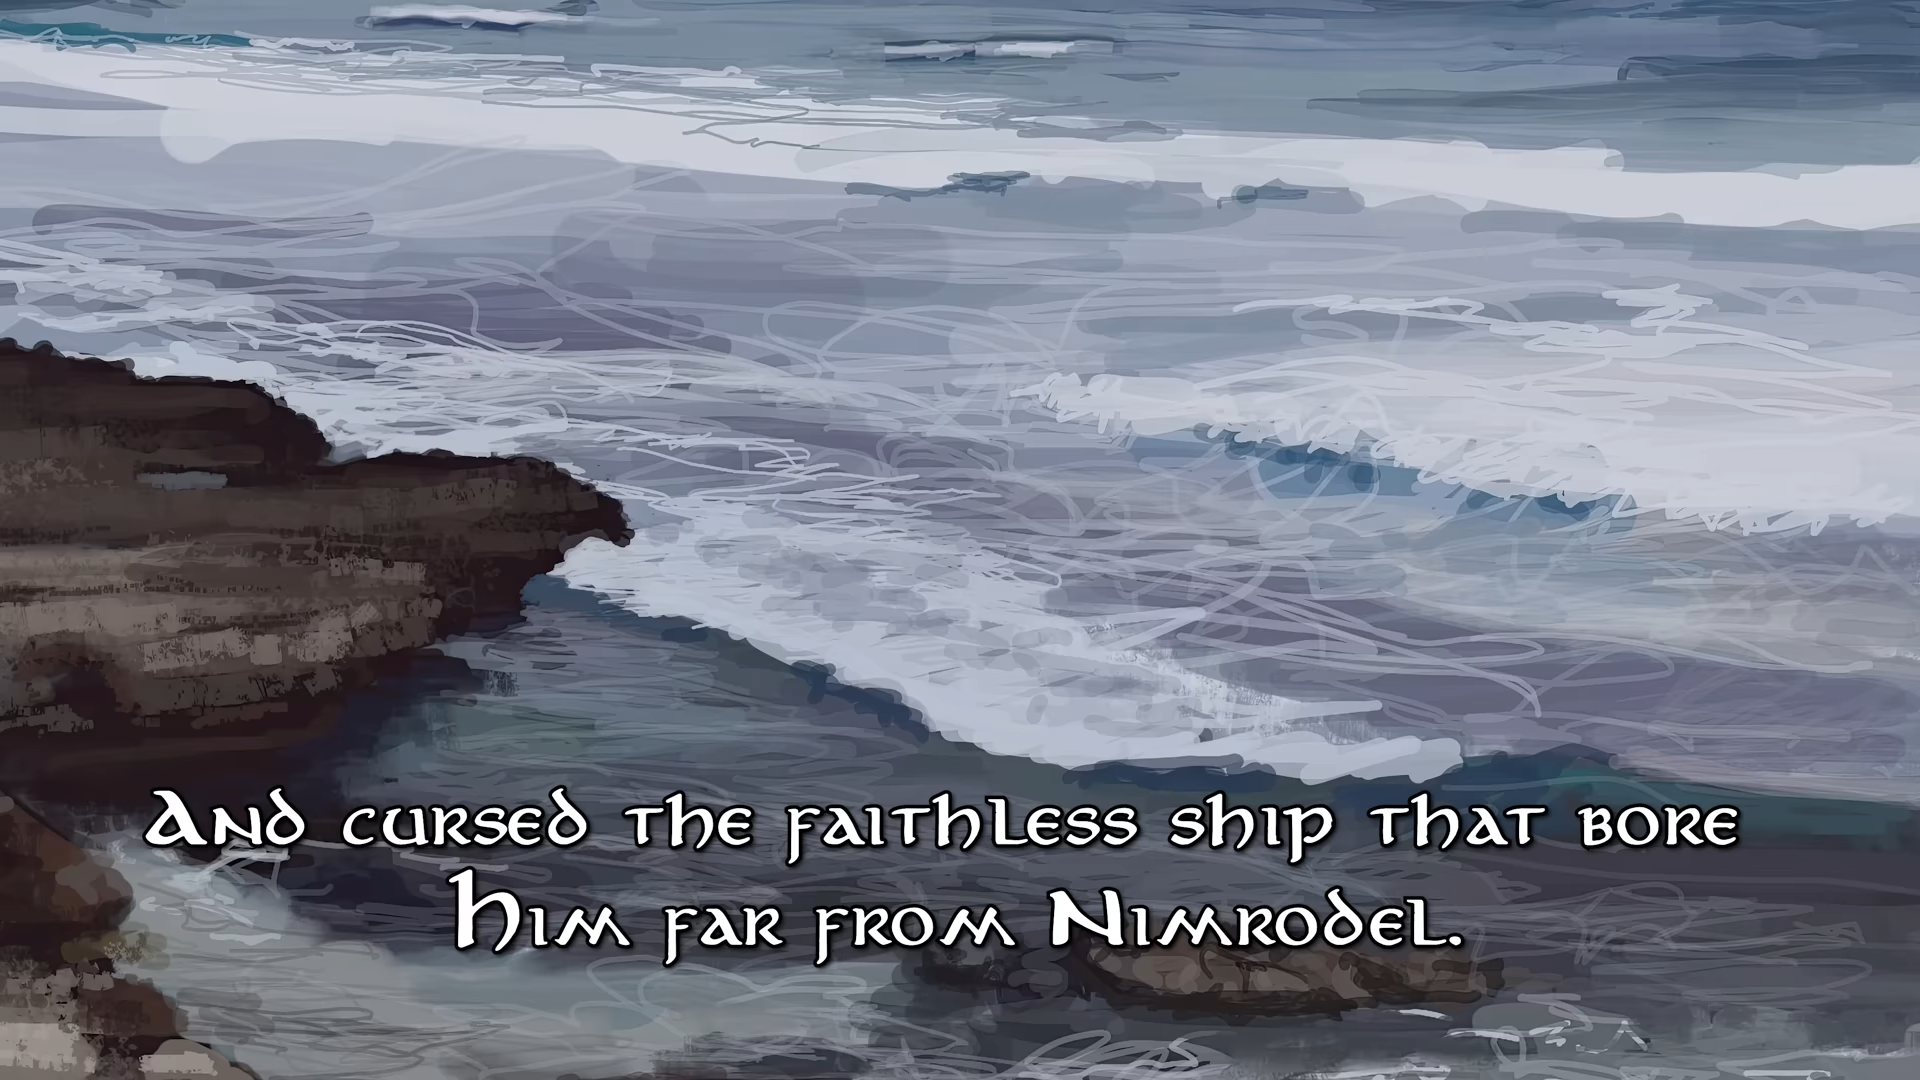 And cursed the faithless ship that bore
Him far from Nimrodel.